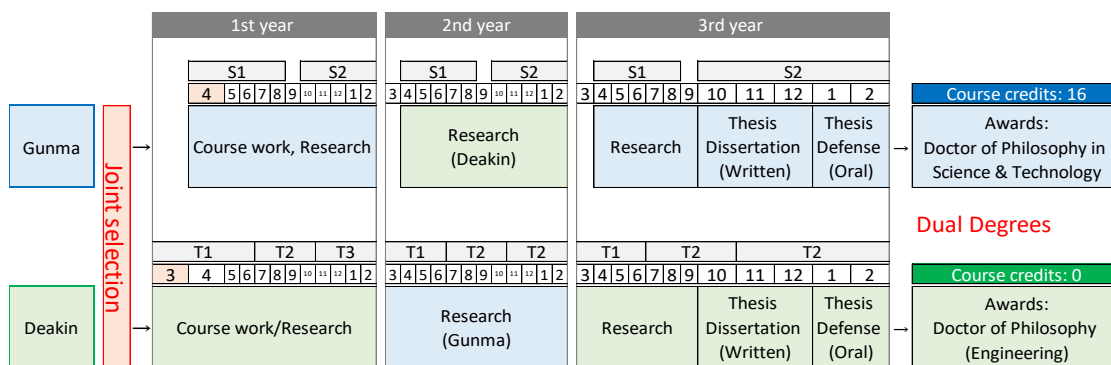 1st year 2nd year 3rd year
S1 S2 S1 S2 S1 S2
4 5 6 7 8 9 10 11 12 1 2 3 4 5 6 7 8 9 10 11 12 1 2 3 4 5 6 7 8 9 10 11 12 1 2
Course credits: 16
Gunma
Joint selection
→
Course work, Research
Research
(Deakin)
Research
Thesis
Dissertation
(Written)
Thesis
Defense
(Oral)
→
Awards:
Doctor of Philosophy in
Science & Technology
Dual Degrees
T1 T2 T3 T1 T2 T2 T1 T2 T2
3 4 5 6 7 8 9 10 11 12 1 2 3 4 5 6 7 8 9 10 11 12 1 2 3 4 5 6 7 8 9 10 11 12 1 2
Course credits: 0
Deakin
→
Course work/Research
Research
(Gunma)
Research
Thesis
Dissertation
(Written)
Thesis
Defense
(Oral)
→
Awards:
Doctor of Philosophy
(Engineering)